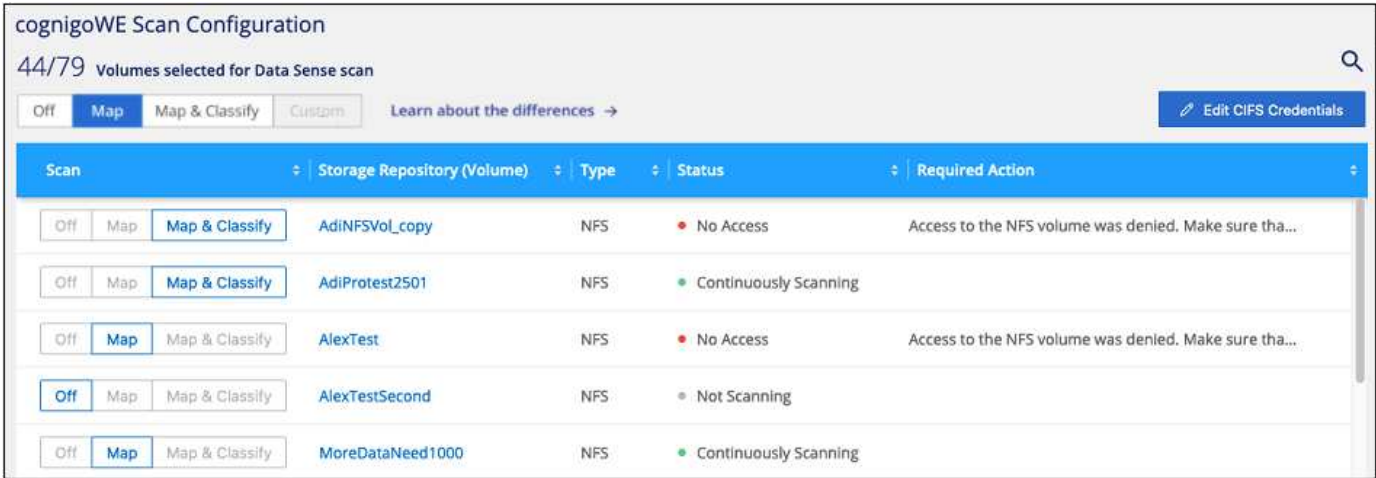 cognigoWE Scan Configuration
44/79 Volumes selected for Data Sense scan
Off Map Map & Classify Custom Learn about the differences → Edit CIFS Credentials
Scan Storage Repository (Volume) Type Status Required Action
Off Map Map & Classify AdiNFSVol_copy NFS No Access Access to the NFS volume was denied. Make sure tha...
Off Map Map & Classify AdiProtest2501 NFS Continuously Scanning
Off Map Map & Classify AlexTest NFS No Access Access to the NFS volume was denied. Make sure tha...
Off Map Map & Classify AlexTestSecond NFS Not Scanning
Off Map Map & Classify MoreDataNeed1000 NFS Continuously Scanning